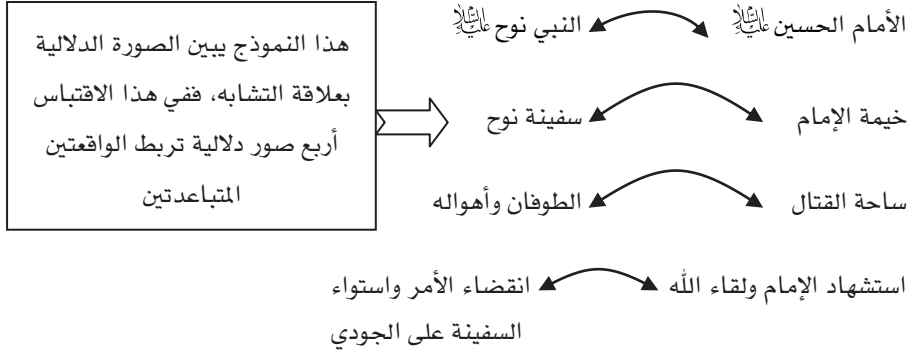 الأمام الحسين عليه السلام النبي نوح عليه السلام
خيمة الإمام سفينة نوح
ساحة القتال الطوفان وأهواله
استشهاد الإمام ولقاء الله انقضاء الأمر واستواء
السفينة على الجودي
هذا النموذج يبين الصورة الدلالية
بعلاقة التشابه، ففي هذا الاقتباس
أربع صور دلالية تربط الواقعتين
المتباعدتين